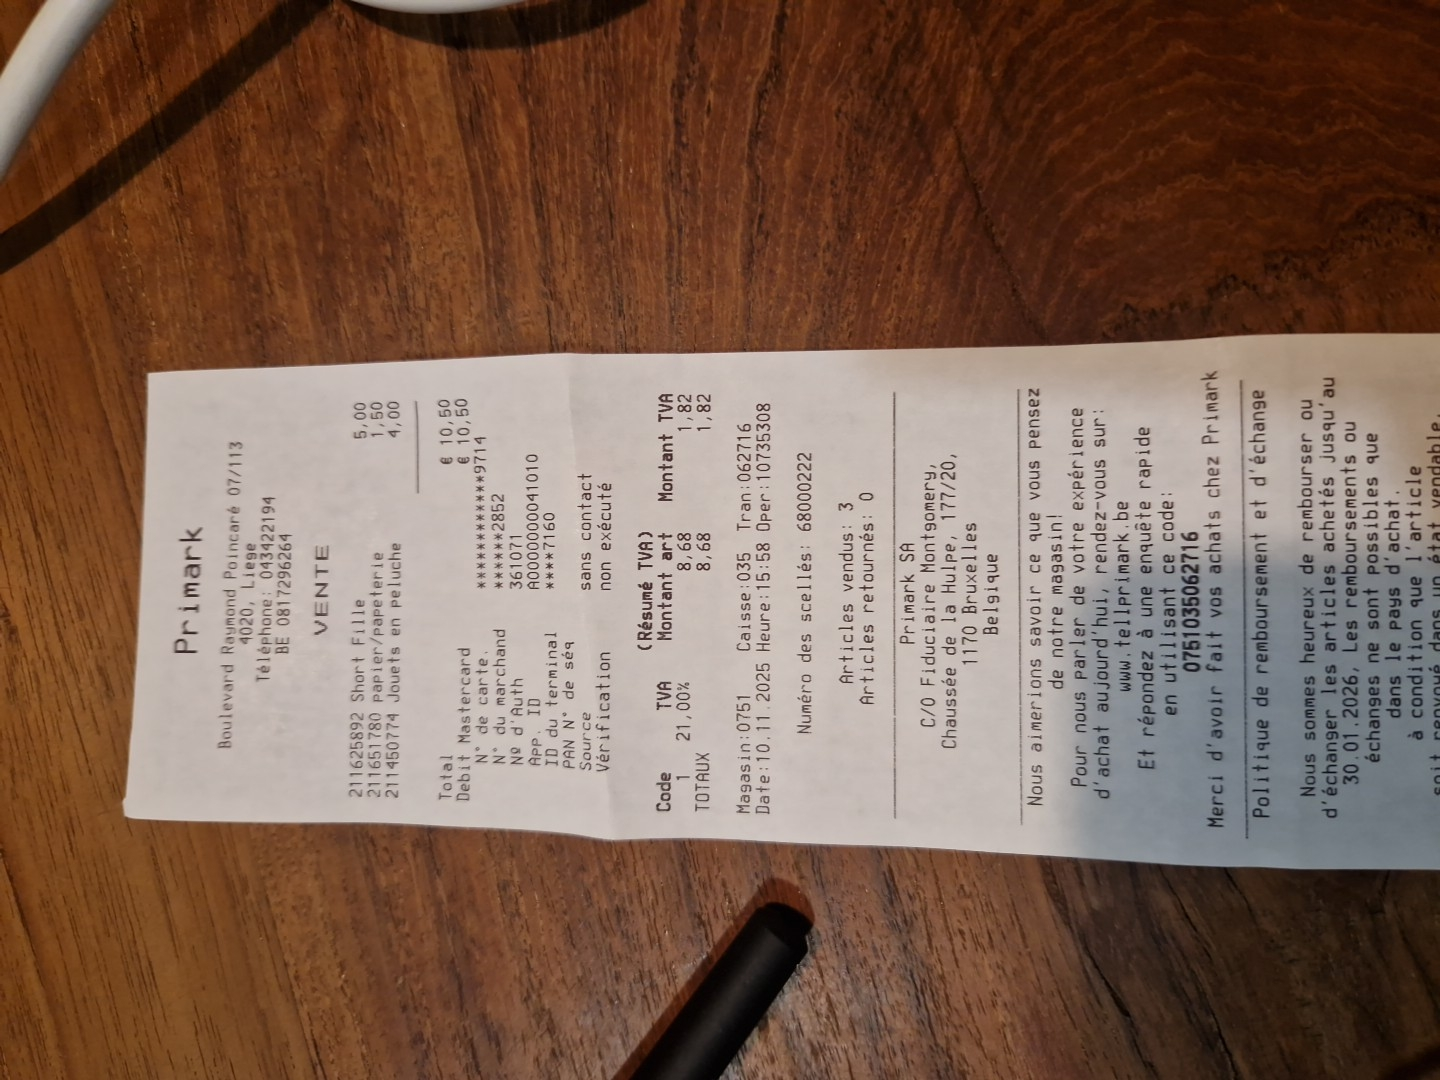 Primark
Boulevard Raymond Poincaré 07/113
4020, Liege
Téléphone: 043422194
BE 0817296264
VENTE
211625892 Short Fille 5,00
211651780 papier/papeterie 1,50
211450774 Jouets en peluche 4,00
Total € 10,50
Debit Mastercard € 10,50
N° de carte. ************9714
N° du marchand ******2852
Nº d'Auth 361071
App. ID A0000000041010
ID du terminal ****7160
PAN N° de séq
Source sans contact
Vérification non exécuté
(Résumé TVA)
Code TVA Montant art Montant TVA
1 21,00% 8,68 1,82
TOTAUX 8,68 1,82
Magasin:0751 Caisse:035 Tran:062716
Date:10.11.2025 Heure:15:58 Oper:10735308
Numéro des scellés: 68000222
Articles vendus: 3
Articles retournés: 0
Primark SA
C/O Fiduciaire Montgomery,
Chaussée de la Hulpe, 177/20,
1170 Bruxelles
Belgique
Nous aimerions savoir ce que vous pensez
de notre magasin!
Pour nous parler de votre expérience
d'achat aujourd'hui, rendez-vous sur:
www.tellprimark.be
Et répondez à une enquête rapide
en utilisant ce code:
0751035062716
Merci d'avoir fait vos achats chez Primark
Politique de remboursement et d'échange
Nous sommes heureux de rembourser ou
d'échanger les articles achetés jusqu'au
30.01.2026, Les remboursements ou
échanges ne sont possibles que
dans le pays d'achat.
à condition que l'article
soit renvoyé dans un état vendable,